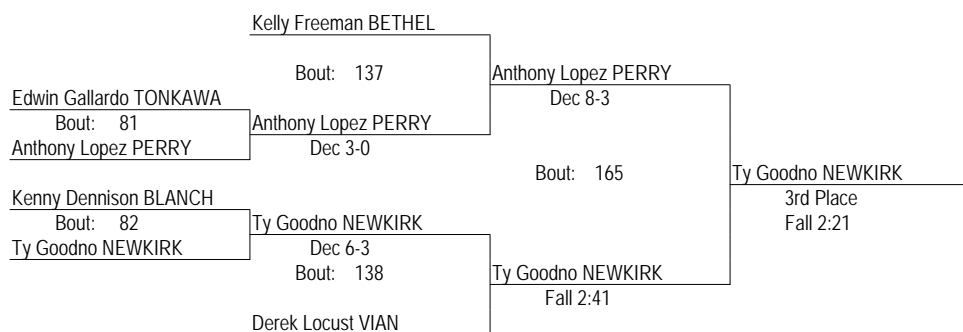 Kelly Freeman BETHEL
Bout: 137
Anthony Lopez PERRY
Dec 8-3
Edwin Gallardo TONKAWA
Bout: 81
Anthony Lopez PERRY
Anthony Lopez PERRY
Dec 3-0
Bout: 165
Ty Goodno NEWKIRK
3rd Place
Fall 2:21
Kenny Dennison BLANCH
Bout: 82
Ty Goodno NEWKIRK
Ty Goodno NEWKIRK
Dec 6-3
Bout: 138
Ty Goodno NEWKIRK
Fall 2:41
Derek Locust VIAN